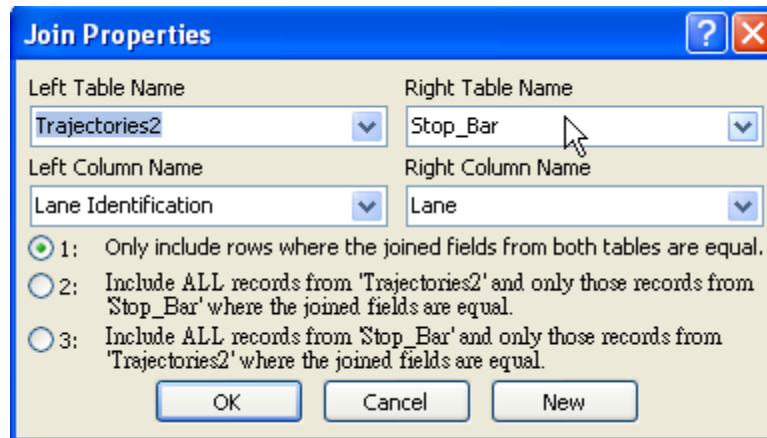 Join Properties
Left Table Name
Right Table Name
Trajectories2
Stop_Bar
Left Column Name
Right Column Name
Lane Identification
Lane
1: Only include rows where the joined fields from both tables are equal.
2: Include ALL records from 'Trajectories2' and only those records from
'Stop_Bar' where the joined fields are equal.
3: Include ALL records from 'Stop_Bar' and only those records from
'Trajectories2' where the joined fields are equal.
OK
Cancel
New